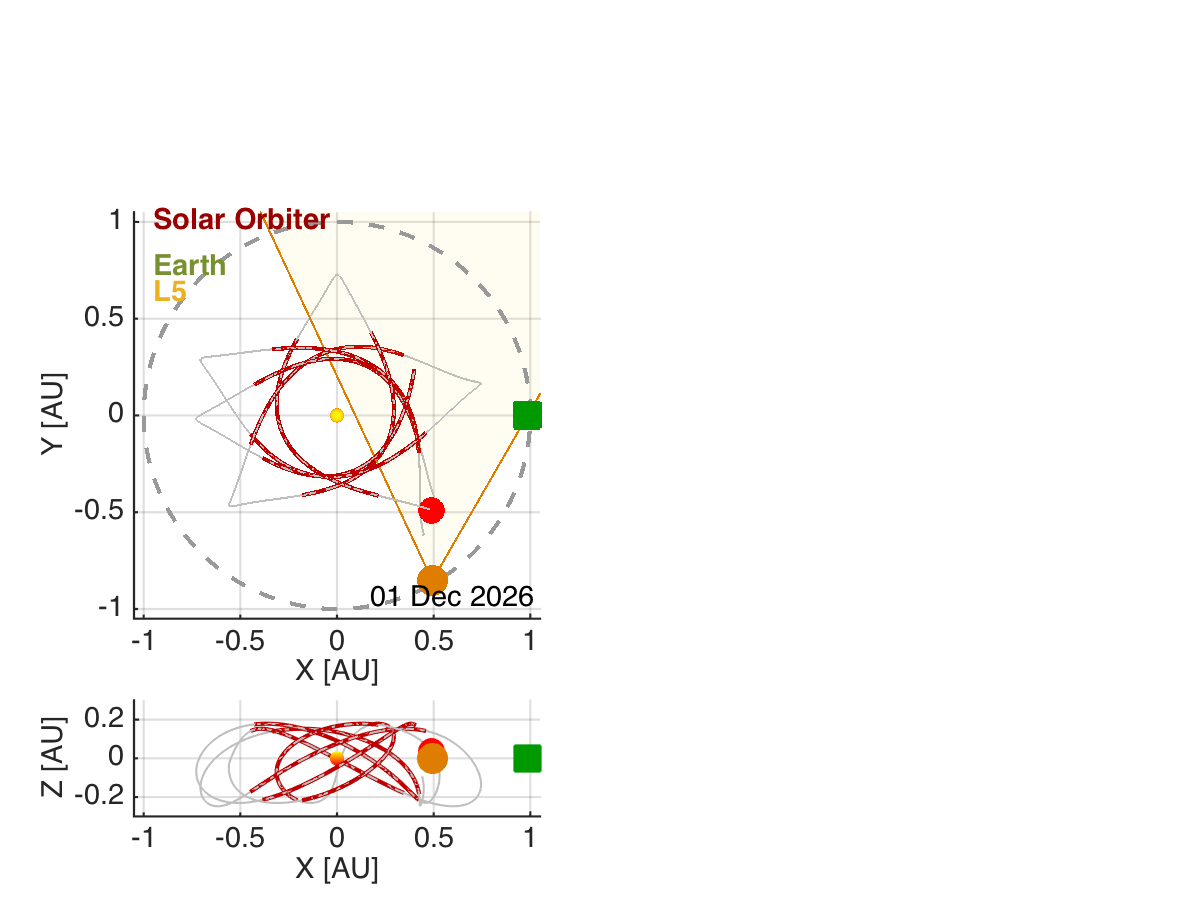 Solar Orbiter
Earth
L5
1
0.5
0
-0.5
-1
Y [AU]
01 Dec 2026
-1 -0.5 0 0.5 1
X [AU]
0.2
0
-0.2
Z [AU]
-1 -0.5 0 0.5 1
X [AU]